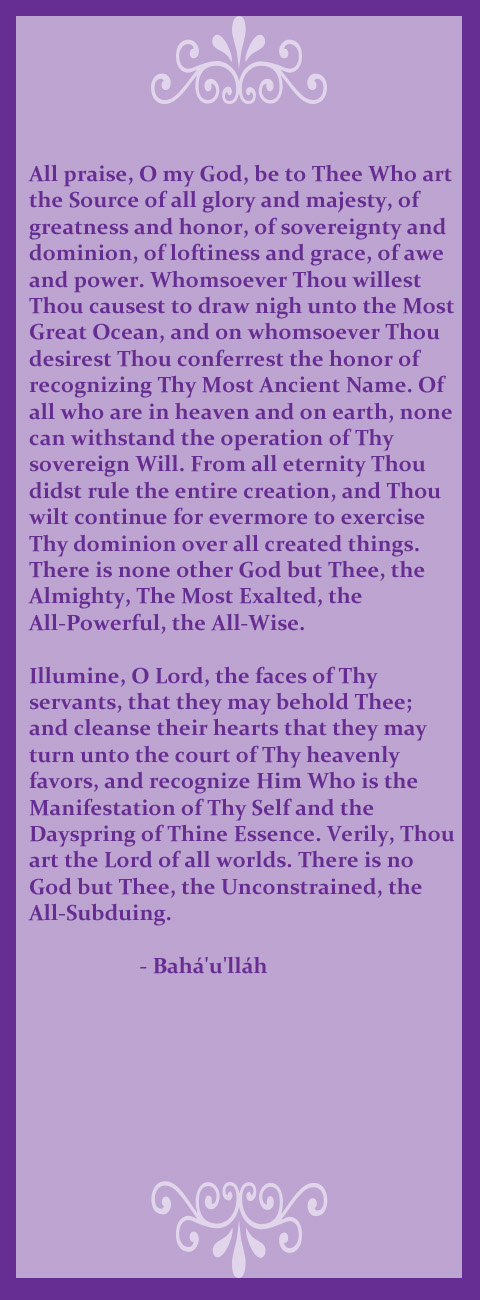 All praise, O my God, be to Thee Who art
the Source of all glory and majesty, of
greatness and honor, of sovereignty and
dominion, of loftiness and grace, of awe
and power. Whomsoever Thou willest
Thou causest to draw nigh unto the Most
Great Ocean, and on whomsoever Thou
desirest Thou conferrest the honor of
recognizing Thy Most Ancient Name. Of
all who are in heaven and on earth, none
can withstand the operation of Thy
sovereign Will. From all eternity Thou
didst rule the entire creation, and Thou
wilt continue for evermore to exercise
Thy dominion over all created things.
There is none other God but Thee, the
Almighty, The Most Exalted, the
All-Powerful, the All-Wise.

Illumine, O Lord, the faces of Thy
servants, that they may behold Thee;
and cleanse their hearts that they may
turn unto the court of Thy heavenly
favors, and recognize Him Who is the
Manifestation of Thy Self and the
Dayspring of Thine Essence. Verily, Thou
art the Lord of all worlds. There is no
God but Thee, the Unconstrained, the
All-Subduing.

- Bahá'u'lláh